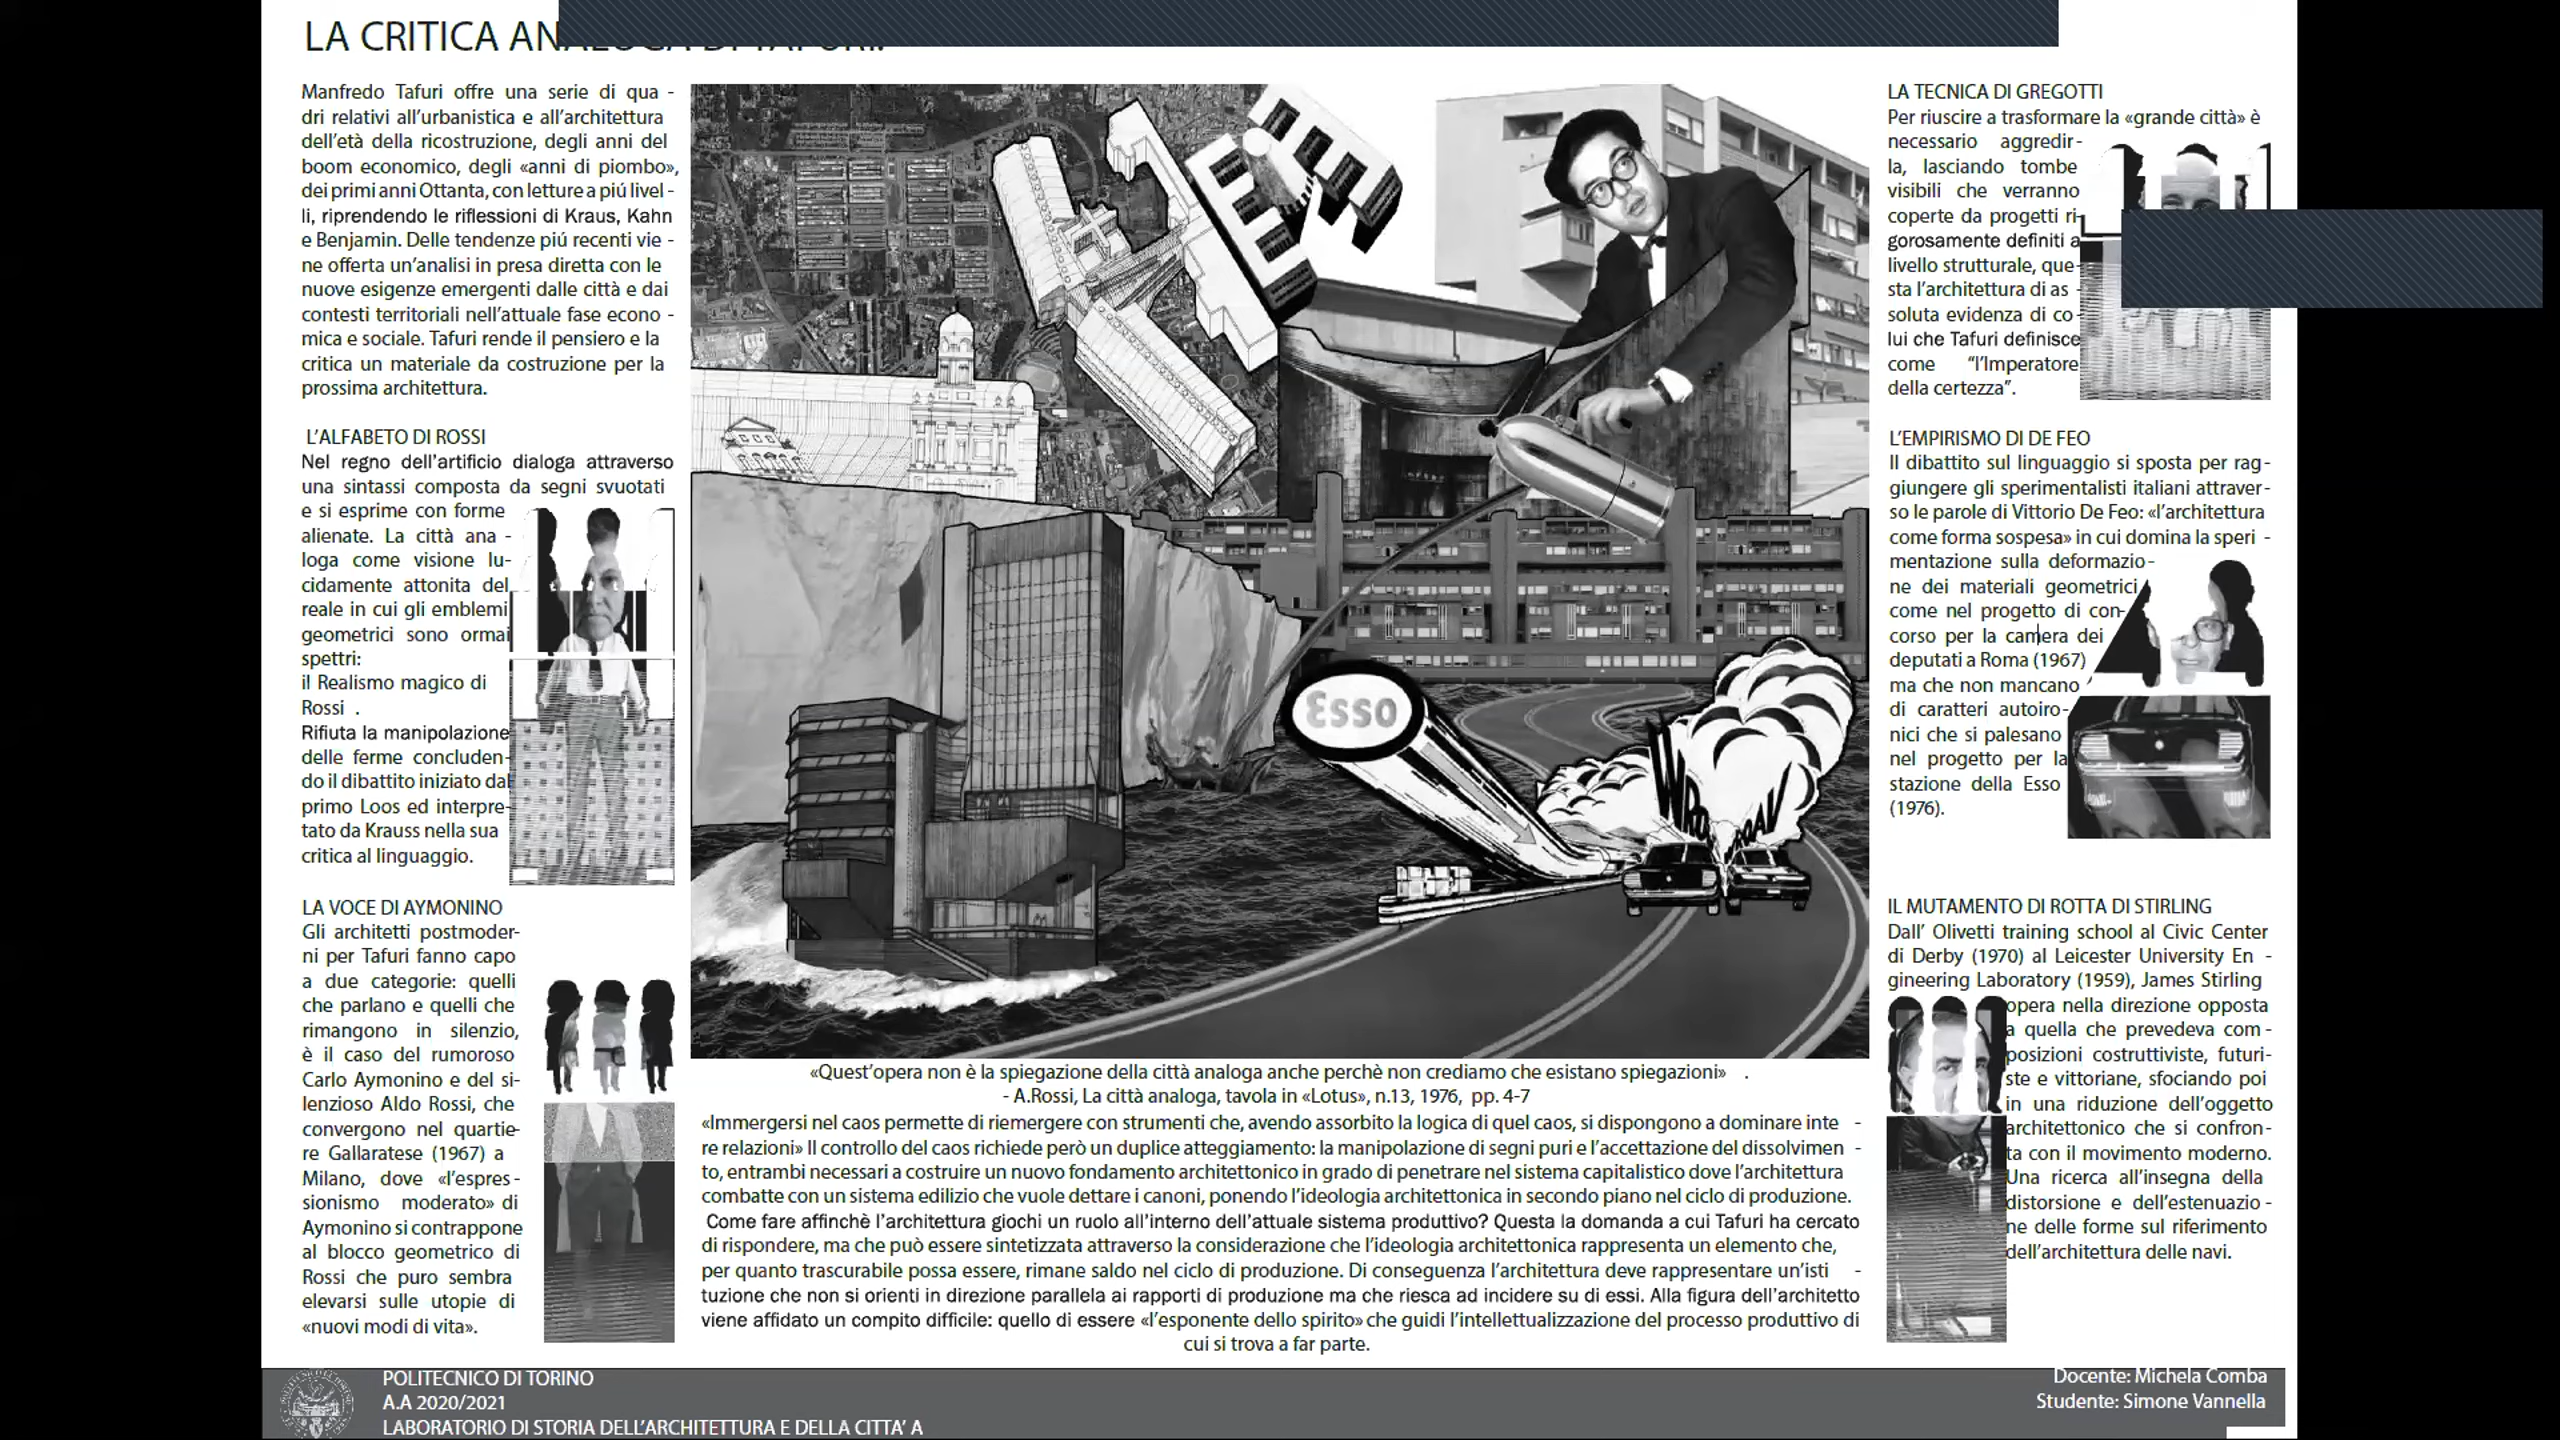 LA CRITICA ANALOGA DI TAFURI.
Manfredo Tafuri offre una serie di qua -
dri relativi all’urbanistica e all’architettura
dell’età della ricostruzione, degli anni del
boom economico, degli «anni di piombo»,
dei primi anni Ottanta, con letture a piú livel -
li, riprendendo le riflessioni di Kraus, Kahn
e Benjamin. Delle tendenze piú recenti vie -
ne offerta un’analisi in presa diretta con le
nuove esigenze emergenti dalle città e dai
contesti territoriali nell’attuale fase econo -
mica e sociale. Tafuri rende il pensiero e la
critica un materiale da costruzione per la
prossima architettura.
L’ALFABETO DI ROSSI
Nel regno dell’artificio dialoga attraverso
una sintassi composta da segni svuotati
e si esprime con forme
alienate. La città ana -
loga come visione lu-
cidamente attonita del
reale in cui gli emblemi
geometrici sono ormai
spettri:
il Realismo magico di
Rossi .
Rifiuta la manipolazione
delle ferme concluden-
do il dibattito iniziato dal
primo Loos ed interpre-
tato da Krauss nella sua
critica al linguaggio.
LA VOCE DI AYMONINO
Gli architetti postmoder-
ni per Tafuri fanno capo
a due categorie: quelli
che parlano e quelli che
rimangono in silenzio,
è il caso del rumoroso
Carlo Aymonino e del si-
lenzioso Aldo Rossi, che
convergono nel quartie-
re Gallaratese (1967) a
Milano, dove «l’espres -
sionismo moderato» di
Aymonino si contrappone
al blocco geometrico di
Rossi che puro sembra
elevarsi sulle utopie di
«nuovi modi di vita».
Esso
«Quest’opera non è la spiegazione della città analoga anche perchè non crediamo che esistano spiegazioni» .
- A.Rossi, La città analoga, tavola in «Lotus», n.13, 1976, pp. 4-7
«Immergersi nel caos permette di riemergere con strumenti che, avendo assorbito la logica di quel caos, si dispongono a dominare inte -
re relazioni» Il controllo del caos richiede però un duplice atteggiamento: la manipolazione di segni puri e l’accettazione del dissolvimen -
to, entrambi necessari a costruire un nuovo fondamento architettonico in grado di penetrare nel sistema capitalistico dove l’architettura
combatte con un sistema edilizio che vuole dettare i canoni, ponendo l’ideologia architettonica in secondo piano nel ciclo di produzione.
Come fare affinchè l’architettura giochi un ruolo all’interno dell’attuale sistema produttivo? Questa la domanda a cui Tafuri ha cercato
di rispondere, ma che può essere sintetizzata attraverso la considerazione che l’ideologia architettonica rappresenta un elemento che,
per quanto trascurabile possa essere, rimane saldo nel ciclo di produzione. Di conseguenza l’architettura deve rappresentare un’isti -
tuzione che non si orienti in direzione parallela ai rapporti di produzione ma che riesca ad incidere su di essi. Alla figura dell’architetto
viene affidato un compito difficile: quello di essere «l’esponente dello spirito» che guidi l’intellettualizzazione del processo produttivo di
cui si trova a far parte.
LA TECNICA DI GREGOTTI
Per riuscire a trasformare la «grande città» è
necessario aggredir-
la, lasciando tombe
visibili che verranno
coperte da progetti ri-
gorosamente definiti a
livello strutturale, que-
sta l’architettura di as -
soluta evidenza di co -
lui che Tafuri definisce
come “l’Imperatore
della certezza”.
L’EMPIRISMO DI DE FEO
Il dibattito sul linguaggio si sposta per rag-
giungere gli sperimentalisti italiani attraver-
so le parole di Vittorio De Feo: «l’architettura
come forma sospesa» in cui domina la speri -
mentazione sulla deformazio-
ne dei materiali geometrici
come nel progetto di con-
corso per la camera dei
deputati a Roma (1967)
ma che non mancano
di caratteri autoiro-
nici che si palesano
nel progetto per la
stazione della Esso
(1976).
IL MUTAMENTO DI ROTTA DI STIRLING
Dall’ Olivetti training school al Civic Center
di Derby (1970) al Leicester University En -
gineering Laboratory (1959), James Stirling
opera nella direzione opposta
a quella che prevedeva com -
posizioni costruttiviste, futuri-
ste e vittoriane, sfociando poi
in una riduzione dell’oggetto
architettonico che si confron-
ta con il movimento moderno.
Una ricerca all’insegna della
distorsione e dell’estenuazio -
ne delle forme sul riferimento
dell’architettura delle navi.
POLITECNICO DI TORINO
A.A 2020/2021
LABORATORIO DI STORIA DELL’ARCHITETTURA E DELLA CITTA’ A
Docente: Michela Comba
Studente: Simone Vannella